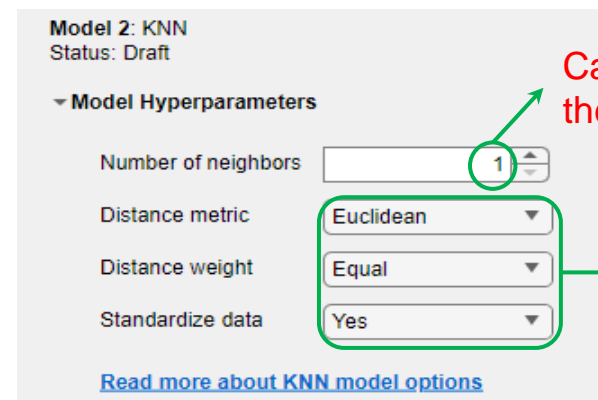 Model 2: KNN
Status: Draft
Model Hyperparameters
Number of neighbors 1
Distance metric Euclidean
Distance weight Equal
Standardize data Yes
Read more about KNN model options